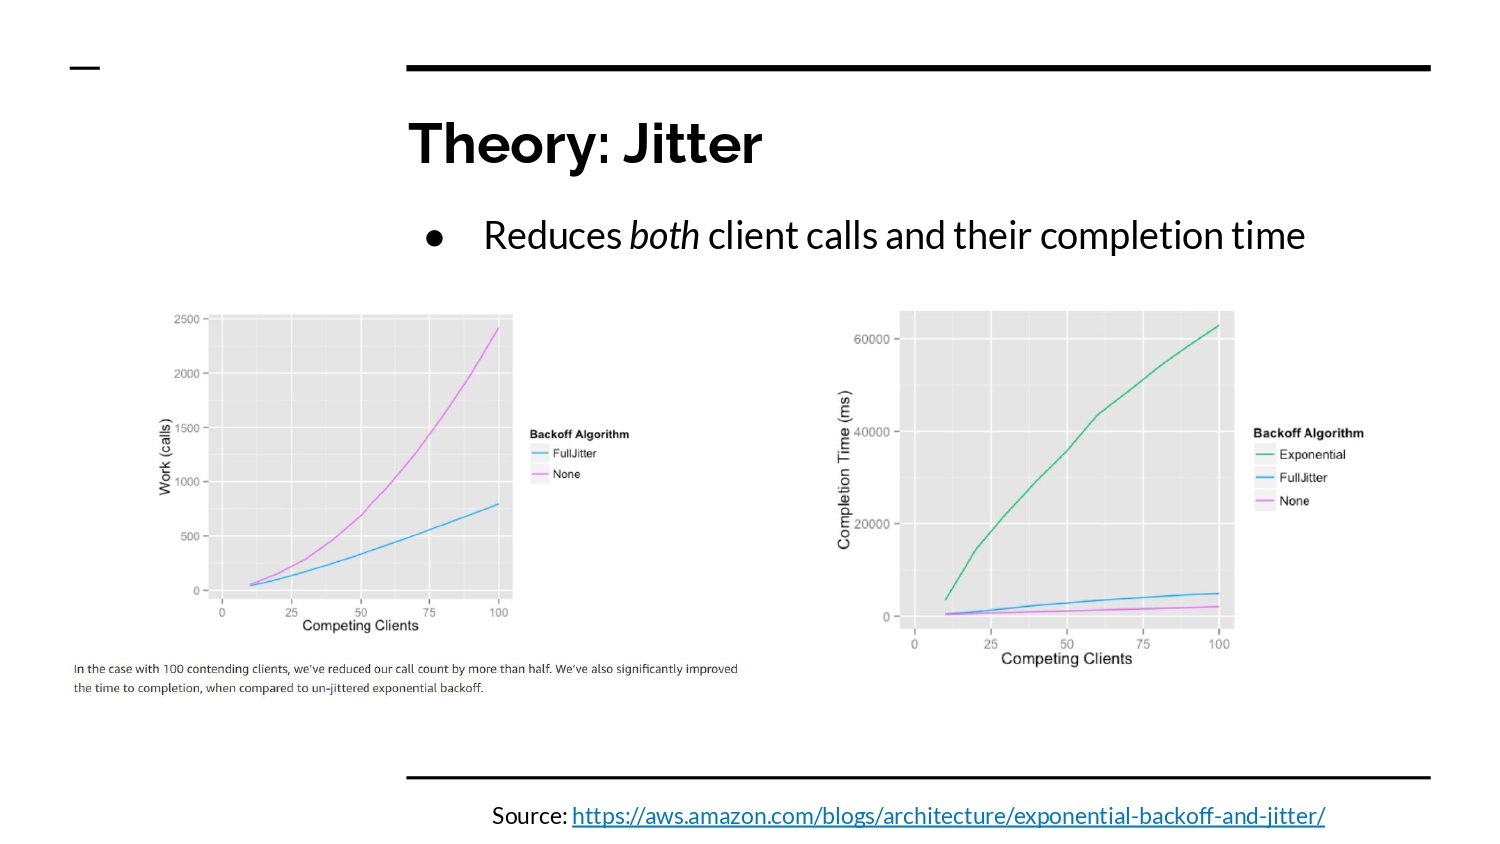 Theory: Jitter
● Reduces both client calls and their completion time
2500
2000
1500
1000
500
0
Work (calls)
0 25 50 75 100
Competing Clients
Backoff Algorithm
FullJitter
None
60000
40000
20000
0
Completion Time (ms)
0 25 50 75 100
Competing Clients
Backoff Algorithm
Exponential
FullJitter
None
In the case with 100 contending clients, we've reduced our call count by more than half. We've also significantly improved
the time to completion, when compared to un-jittered exponential backoff.
Source: https://aws.amazon.com/blogs/architecture/exponential-backoff-and-jitter/